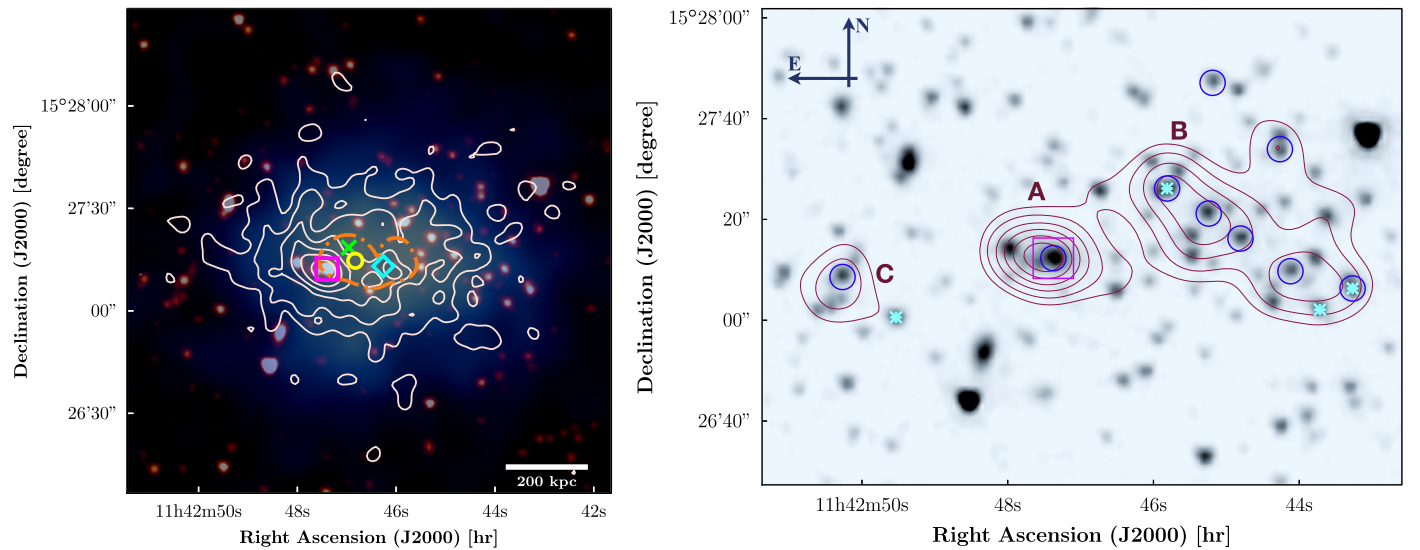 Declination (J2000) [degree]
15°28'00"
27'30"
00"
26'30"
200 kpc
11h42m50s
48s
46s
44s
42s
Right Ascension (J2000) [hr]
Declination (J2000) [degree]
15°28'00"
27'40"
20"
00"
26'40"
N
E
A
B
C
11h42m50s
48s
46s
44s
Right Ascension (J2000) [hr]